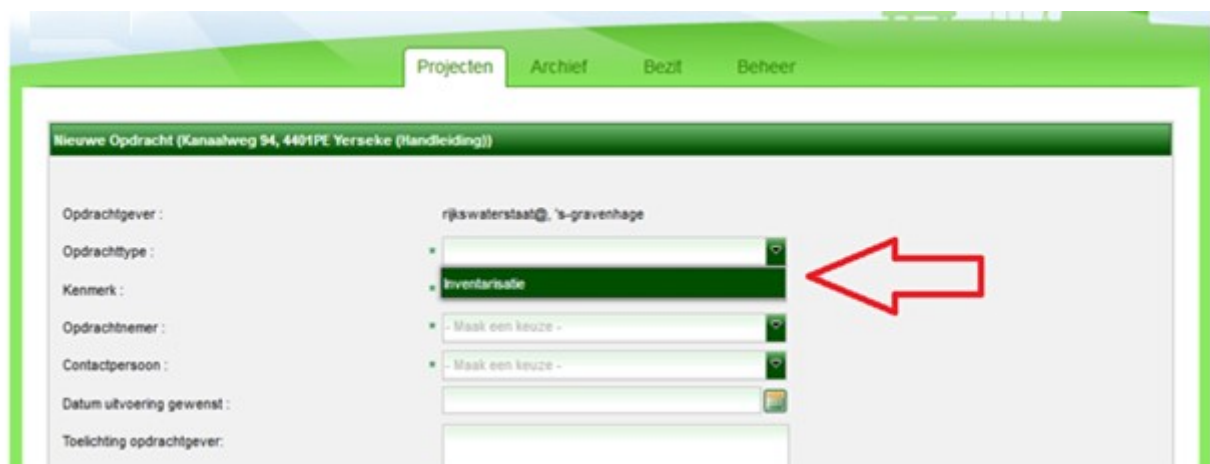 Projecten Archief Bezit Beheer
Nieuwe Opdracht (Kanaalweg 94, 4401PE Yerseke (Handleiding))
Opdrachtgever : rijkswaterstaat@, 's-gravenhage
Opdrachttype :
Inventarisatie
Kenmerk :
Opdrachtnemer : - Maak een keuze -
Contactpersoon : - Maak een keuze -
Datum uitvoering gewenst :
Toelichting opdrachtgever: